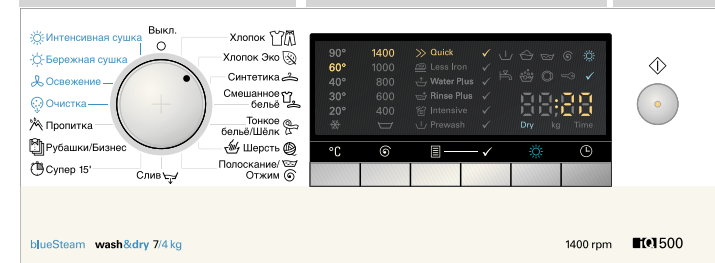 Выкл.
Интенсивная сушка
Бережная сушка
Освежение
Очистка
Пропитка
Рубашки/Бизнес
Супер 15'
Слив
Хлопок
Хлопок Эко
Синтетика
Смешанное
бельё
Тонкое
бельё/Шёлк
Шерсть
Полоскание/
Отжим
90° 1400 Quick
60° 1000 Less Iron
40° 800 Water Plus
30° 600 Rinse Plus
20° 400 Intensive
Prewash
88:20
Dry kg Time
°C
blueSteam wash&dry 7/4 kg
1400 rpm iQ500